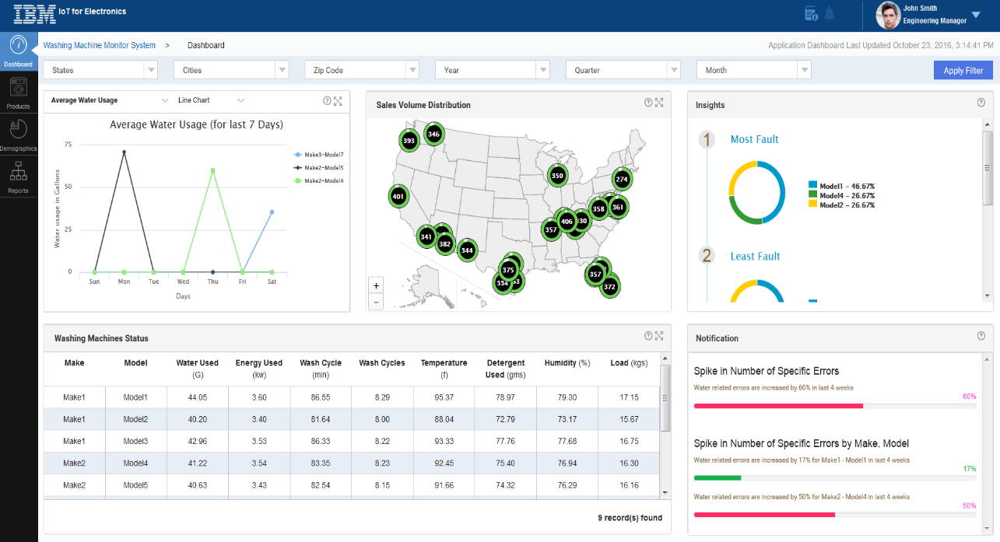 IBM IoT for Electronics
John Smith
Engineering Manager
Dashboard
Products
Demographics
Reports
Washing Machine Monitor System > Dashboard
Application Dashboard Last Updated October 23, 2016, 3:14:41 PM
States Cities Zip Code Year Quarter Month Apply Filter
Average Water Usage Line Chart
Average Water Usage (for last 7 Days)
Water usage in Gallons
75
50
25
0
Sun Mon Tue Wed Thu Fri Sat
Days
Make3-Model7
Make2-Model5
Make2-Model4
Sales Volume Distribution
393
346
350
274
401
358
361
406
357
341
382
344
375
334
357
372
+
−
Insights
1 Most Fault
Model1 - 46.67%
Model4 - 26.67%
Model2 - 26.67%
2 Least Fault
Washing Machines Status
Make Model Water Used (G) Energy Used (kw) Wash Cycle (min) Wash Cycles Temperature (f) Detergent Used (gms) Humidity (%) Load (kgs)
Make1 Model1 44.05 3.60 86.55 8.29 95.37 78.97 79.30 17.15
Make1 Model2 40.20 3.40 81.64 8.00 88.04 72.79 73.17 15.67
Make1 Model3 42.96 3.53 86.33 8.22 93.33 77.76 77.68 16.75
Make2 Model4 41.22 3.54 83.35 8.23 92.45 75.40 76.94 16.30
Make2 Model5 40.63 3.43 82.54 8.15 91.66 74.32 76.29 16.16
9 record(s) found
Notification
Spike in Number of Specific Errors
Water related errors are increased by 60% in last 4 weeks
60%
Spike in Number of Specific Errors by Make, Model
Water related errors are increased by 17% for Make1 - Model1 in last 4 weeks
17%
Water related errors are increased by 50% for Make2 - Model4 in last 4 weeks
50%